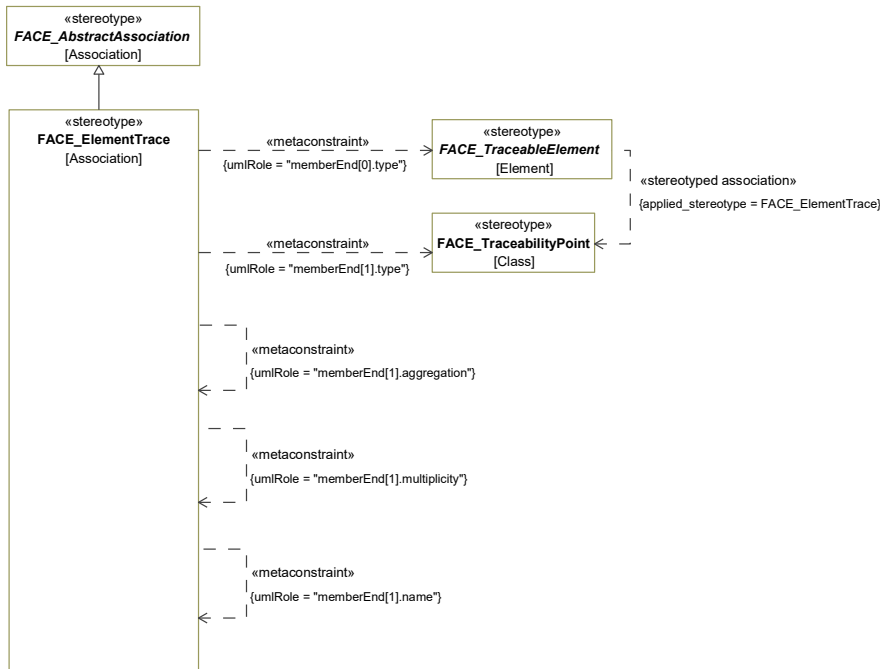 «stereotype»
FACE_AbstractAssociation
[Association]
«stereotype»
FACE_ElementTrace
[Association]
«metaconstraint»
{umlRole = "memberEnd[0].type"}
«stereotype»
FACE_TraceableElement
[Element]
«stereotyped association»
{applied_stereotype = FACE_ElementTrace}
«metaconstraint»
{umlRole = "memberEnd[1].type"}
«stereotype»
FACE_TraceabilityPoint
[Class]
«metaconstraint»
{umlRole = "memberEnd[1].aggregation"}
«metaconstraint»
{umlRole = "memberEnd[1].multiplicity"}
«metaconstraint»
{umlRole = "memberEnd[1].name"}